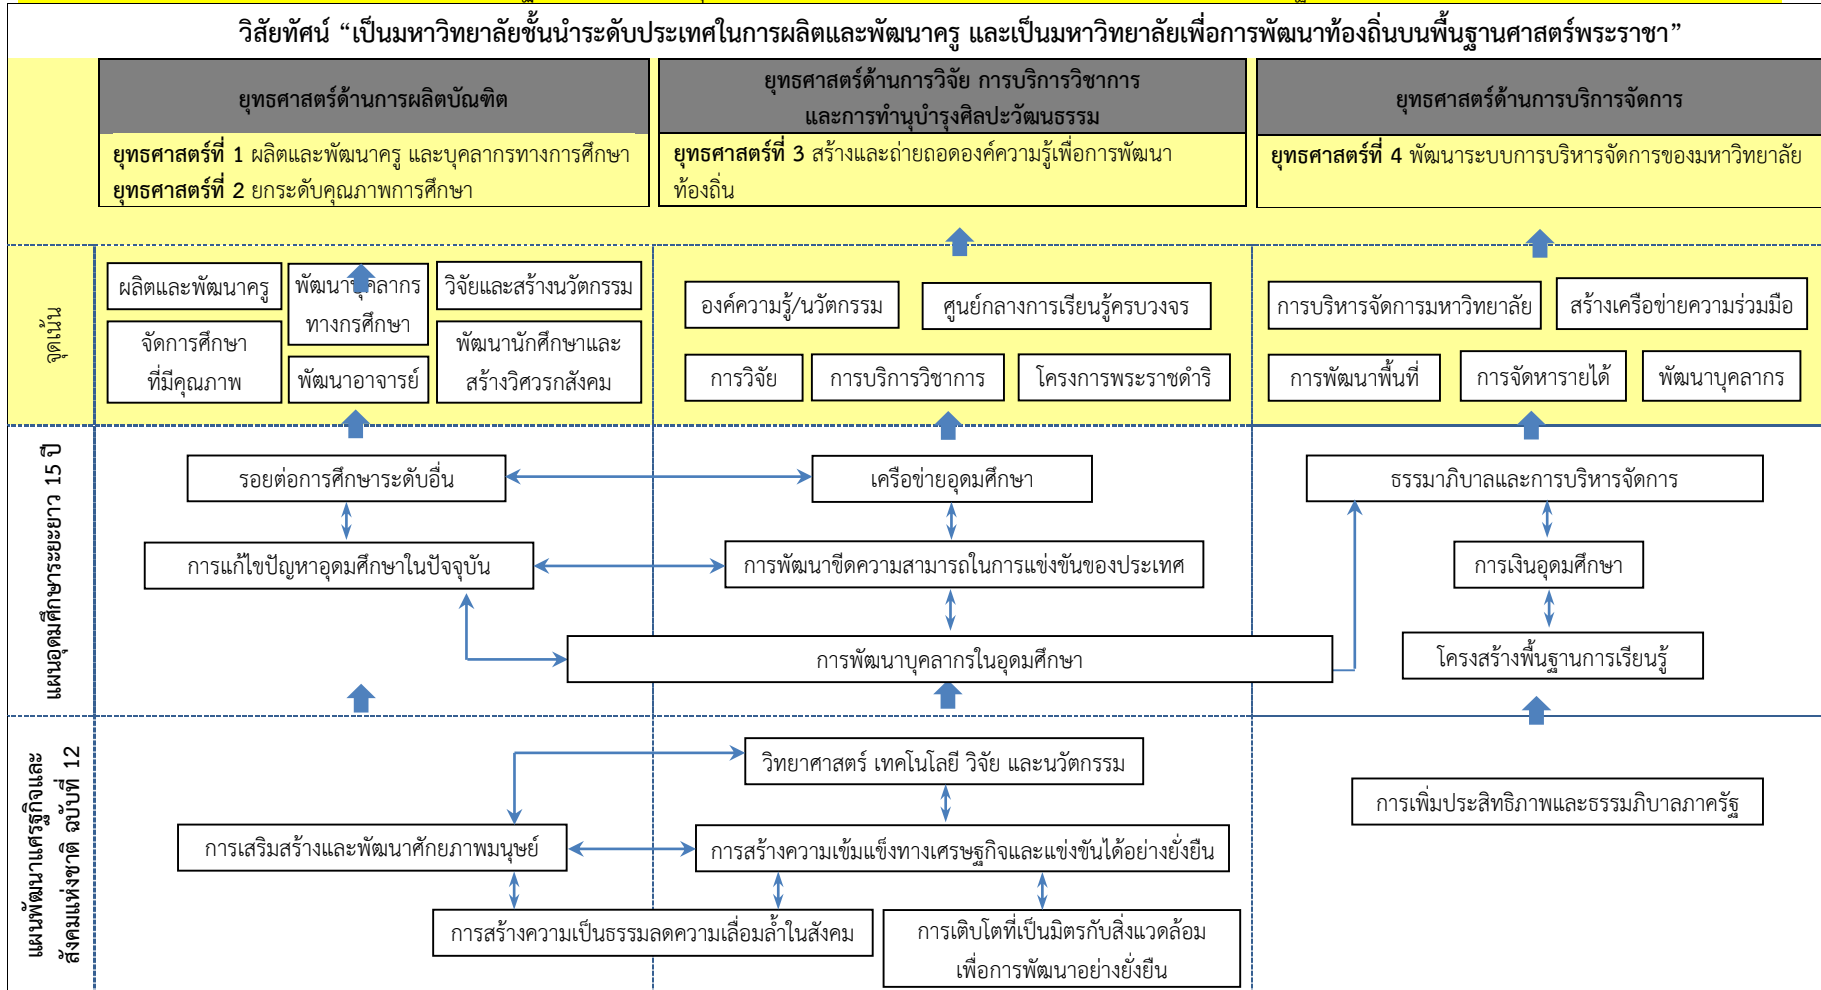 วิสัยทัศน์ “เป็นมหาวิทยาลัยชั้นนำระดับประเทศในการผลิตและพัฒนาครู และเป็นมหาวิทยาลัยเพื่อการพัฒนาท้องถิ่นบนพื้นฐานศาสตร์พระราชา”
ยุทธศาสตร์ด้านการผลิตบัณฑิต
ยุทธศาสตร์ที่ 1 ผลิตและพัฒนาครู และบุคลากรทางการศึกษา
ยุทธศาสตร์ที่ 2 ยกระดับคุณภาพการศึกษา
ยุทธศาสตร์ด้านการวิจัย การบริการวิชาการ
และการทำนุบำรุงศิลปะวัฒนธรรม
ยุทธศาสตร์ที่ 3 สร้างและถ่ายถอดองค์ความรู้เพื่อการพัฒนา
ท้องถิ่น
ยุทธศาสตร์ด้านการบริการจัดการ
ยุทธศาสตร์ที่ 4 พัฒนาระบบการบริหารจัดการของมหาวิทยาลัย
จุดเน้น
ผลิตและพัฒนาครู
พัฒนาบุคลากร
ทางกรศึกษา
วิจัยและสร้างนวัตกรรม
จัดการศึกษา
ที่มีคุณภาพ
พัฒนาอาจารย์
พัฒนานักศึกษาและ
สร้างวิศวรกสังคม
องค์ความรู้/นวัตกรรม
ศูนย์กลางการเรียนรู้ครบวงจร
การวิจัย
การบริการวิชาการ
โครงการพระราชดำริ
การบริหารจัดการมหาวิทยาลัย
สร้างเครือข่ายความร่วมมือ
การพัฒนาพื้นที่
การจัดหารายได้
พัฒนาบุคลากร
แผนอุดมศึกษาระยะยาว 15 ปี
รอยต่อการศึกษาระดับอื่น
เครือข่ายอุดมศึกษา
ธรรมาภิบาลและการบริหารจัดการ
การแก้ไขปัญหาอุดมศึกษาในปัจจุบัน
การพัฒนาขีดความสามารถในการแข่งขันของประเทศ
การเงินอุดมศึกษา
การพัฒนาบุคลากรในอุดมศึกษา
โครงสร้างพื้นฐานการเรียนรู้
แผนพัฒนาเศรฐกิจและ
สังคมแห่งชาติ ฉบับที่ 12
วิทยาศาสตร์ เทคโนโลยี วิจัย และนวัตกรรม
การเพิ่มประสิทธิภาพและธรรมภิบาลภาครัฐ
การเสริมสร้างและพัฒนาศักยภาพมนุษย์
การสร้างความเข้มแข็งทางเศรษฐกิจและแข่งขันได้อย่างยั่งยืน
การสร้างความเป็นธรรมลดความเลื่อมล้ำในสังคม
การเติบโตที่เป็นมิตรกับสิ่งแวดล้อม
เพื่อการพัฒนาอย่างยั่งยืน